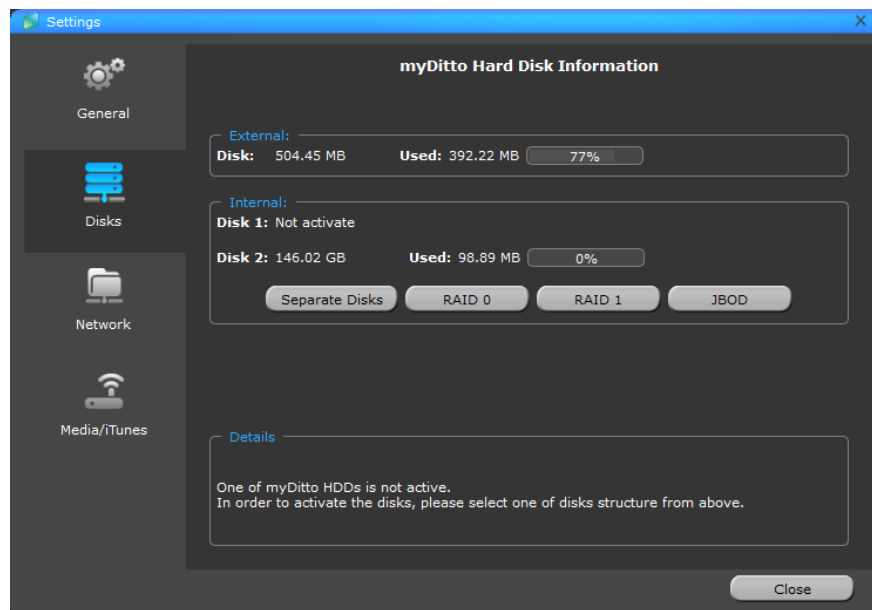 Settings
General
Disks
Network
Media/iTunes
myDitto Hard Disk Information
External:
Disk: 504.45 MB Used: 392.22 MB 77%
Internal:
Disk 1: Not activate
Disk 2: 146.02 GB Used: 98.89 MB 0%
Separate Disks RAID 0 RAID 1 JBOD
Details
One of myDitto HDDs is not active.
In order to activate the disks, please select one of disks structure from above.
Close